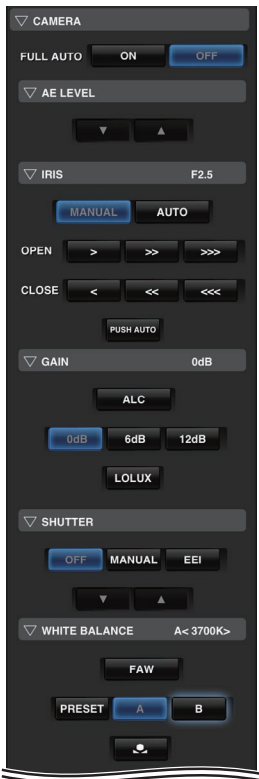 ▽ CAMERA
FULL AUTO ON OFF
▽ AE LEVEL
▼ ▲
▽ IRIS F2.5
MANUAL AUTO
OPEN > >> >>>
CLOSE < << <<<
PUSH AUTO
▽ GAIN 0dB
ALC
0dB 6dB 12dB
LOLUX
▽ SHUTTER
OFF MANUAL EEI
▼ ▲
▽ WHITE BALANCE A< 3700K>
FAW
PRESET A B